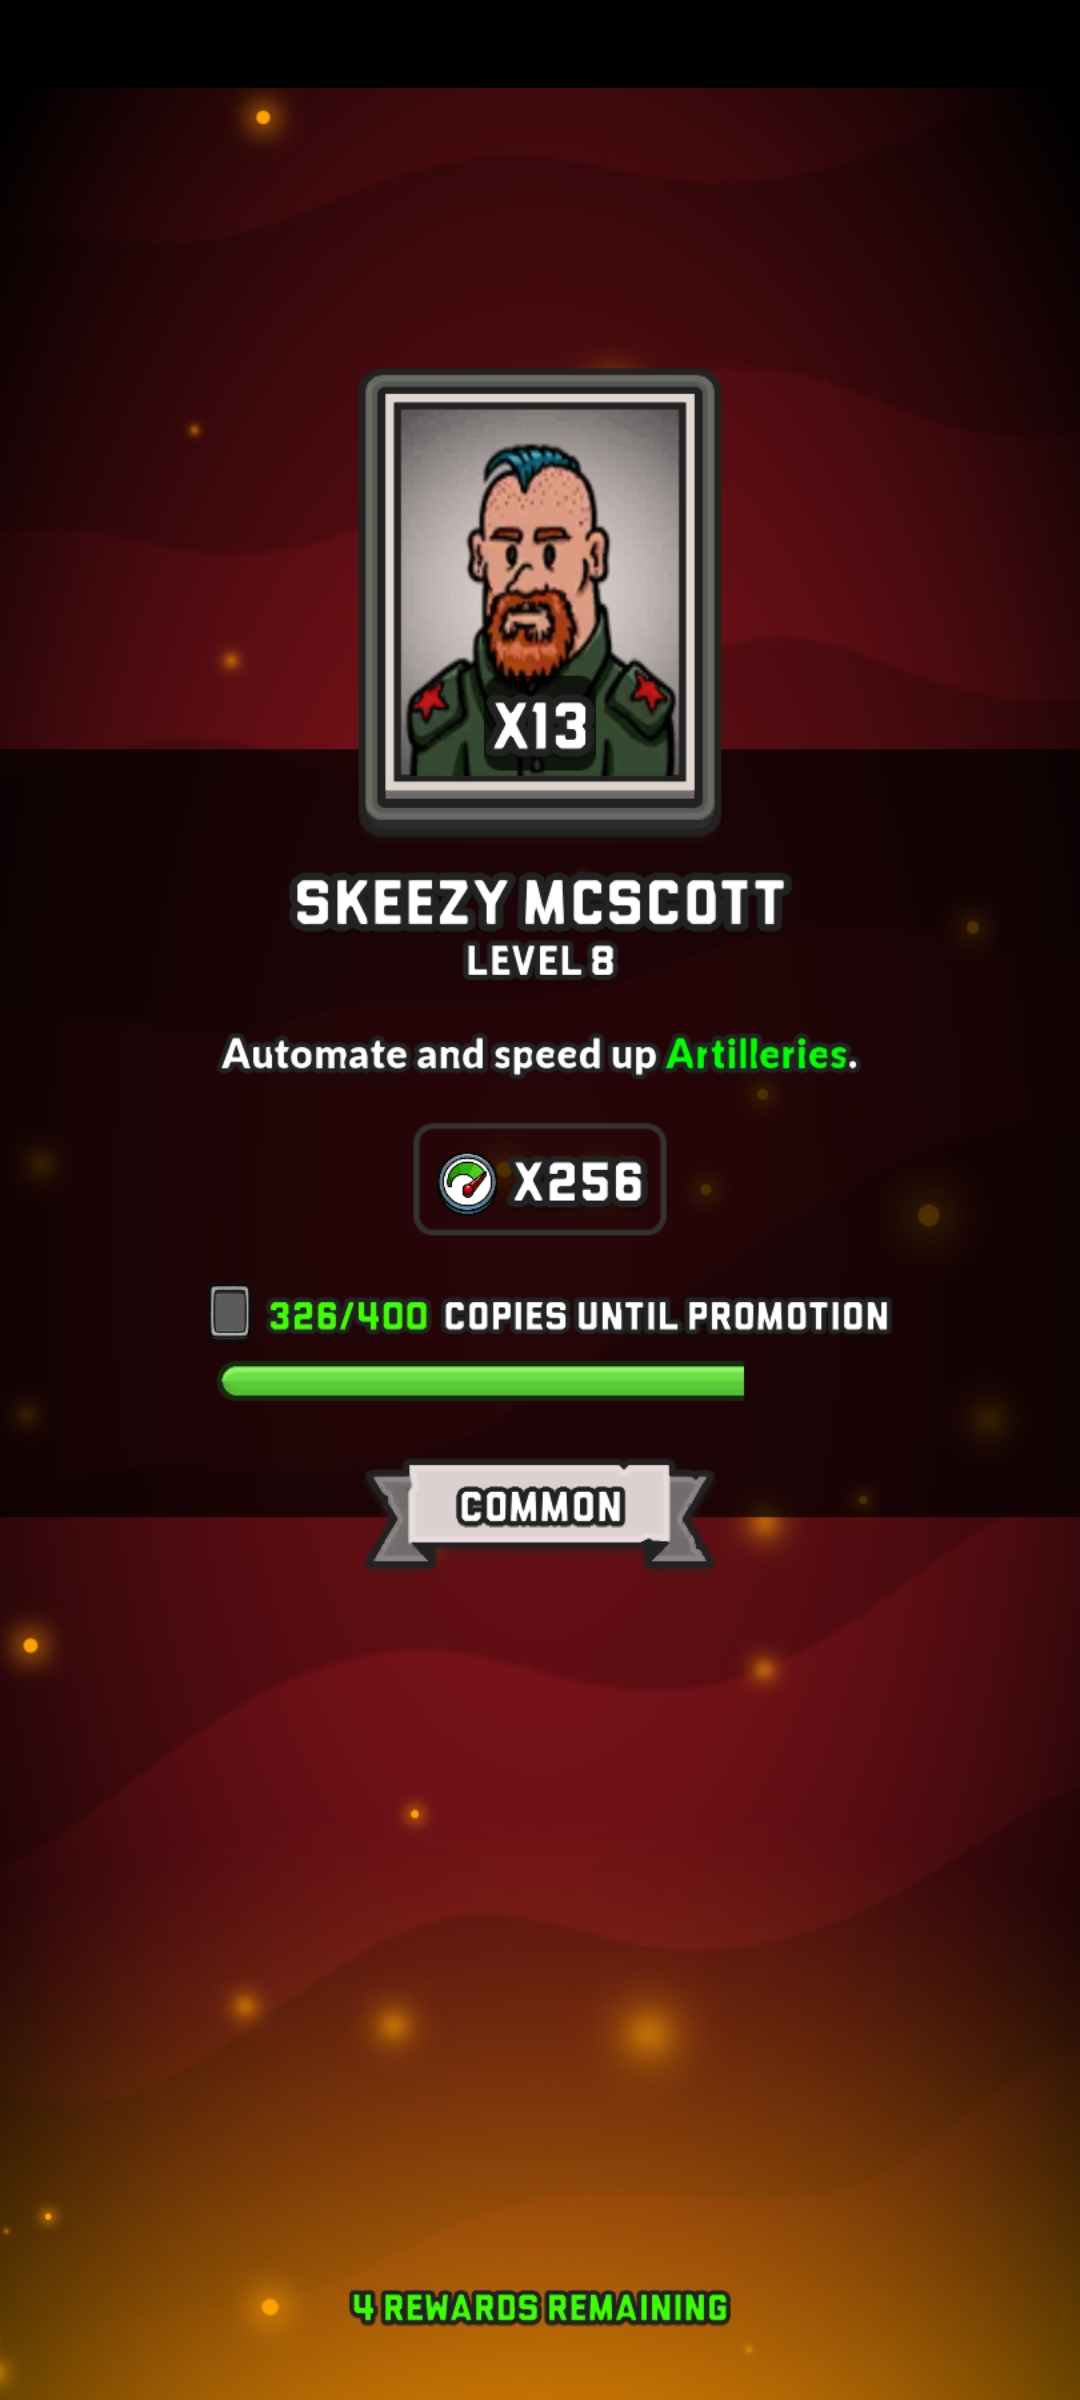 X13
SKEEZY MCSCOTT
LEVEL 8
Automate and speed up Artilleries.
X256
326/400 COPIES UNTIL PROMOTION
COMMON
4 REWARDS REMAINING